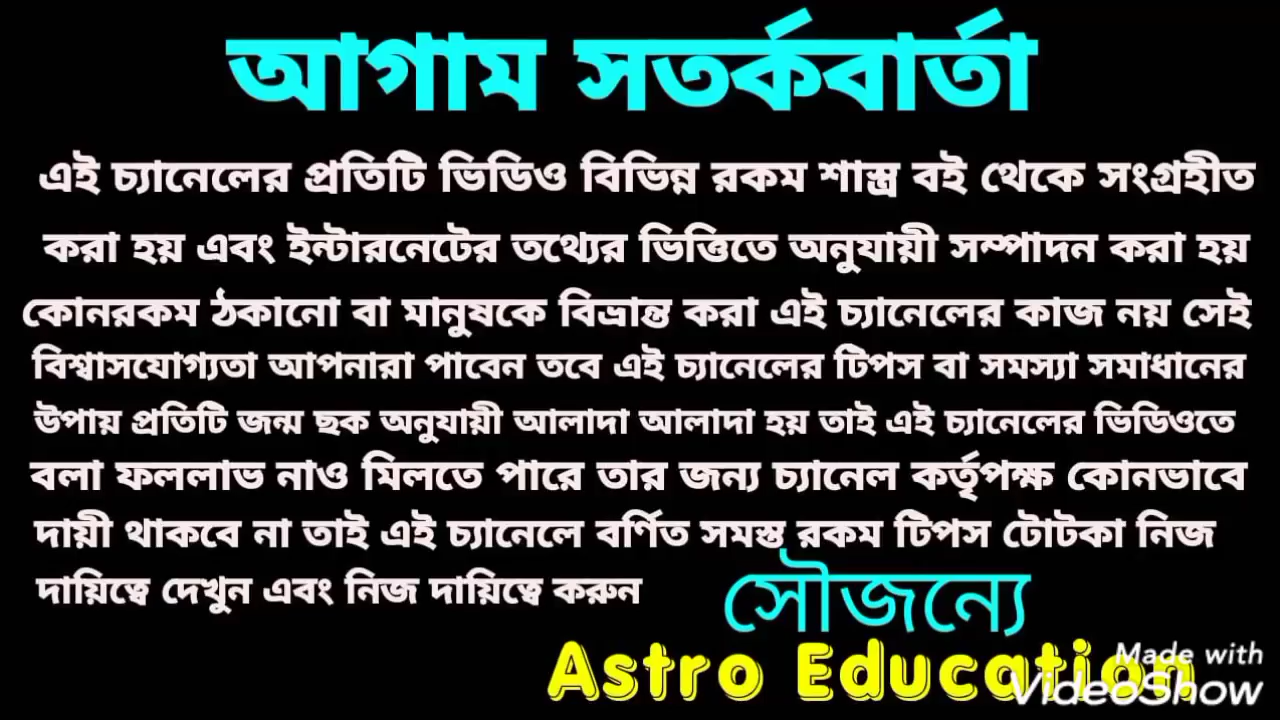 আগাম সতর্কবার্তা
এই চ্যানেলের প্রতিটি ভিডিও বিভিন্ন রকম শাস্ত্র বই থেকে সংগ্রহীত
করা হয় এবং ইন্টারনেটের তথ্যের ভিত্তিতে অনুযায়ী সম্পাদন করা হয়
কোনরকম ঠকানো বা মানুষকে বিভ্রান্ত করা এই চ্যানেলের কাজ নয় সেই
বিশ্বাসযোগ্যতা আপনারা পাবেন তবে এই চ্যানেলের টিপস বা সমস্যা সমাধানের
উপায় প্রতিটি জন্ম ছক অনুযায়ী আলাদা আলাদা হয় তাই এই চ্যানেলের ভিডিওতে
বলা ফললাভ নাও মিলতে পারে তার জন্য চ্যানেল কর্তৃপক্ষ কোনভাবে
দায়ী থাকবে না তাই এই চ্যানেলে বর্ণিত সমস্ত রকম টিপস টোটকা নিজ
দায়িত্বে দেখুন এবং নিজ দায়িত্বে করুন
সৌজন্যে
Astro Education
Made with
VideoShow